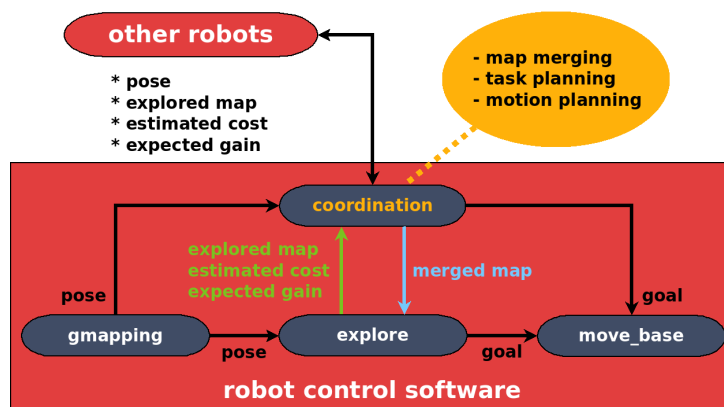 other robots
* pose
* explored map
* estimated cost
* expected gain
- map merging
- task planning
- motion planning
coordination
explored map
estimated cost
expected gain
merged map
pose
goal
gmapping
pose
explore
goal
move_base
robot control software